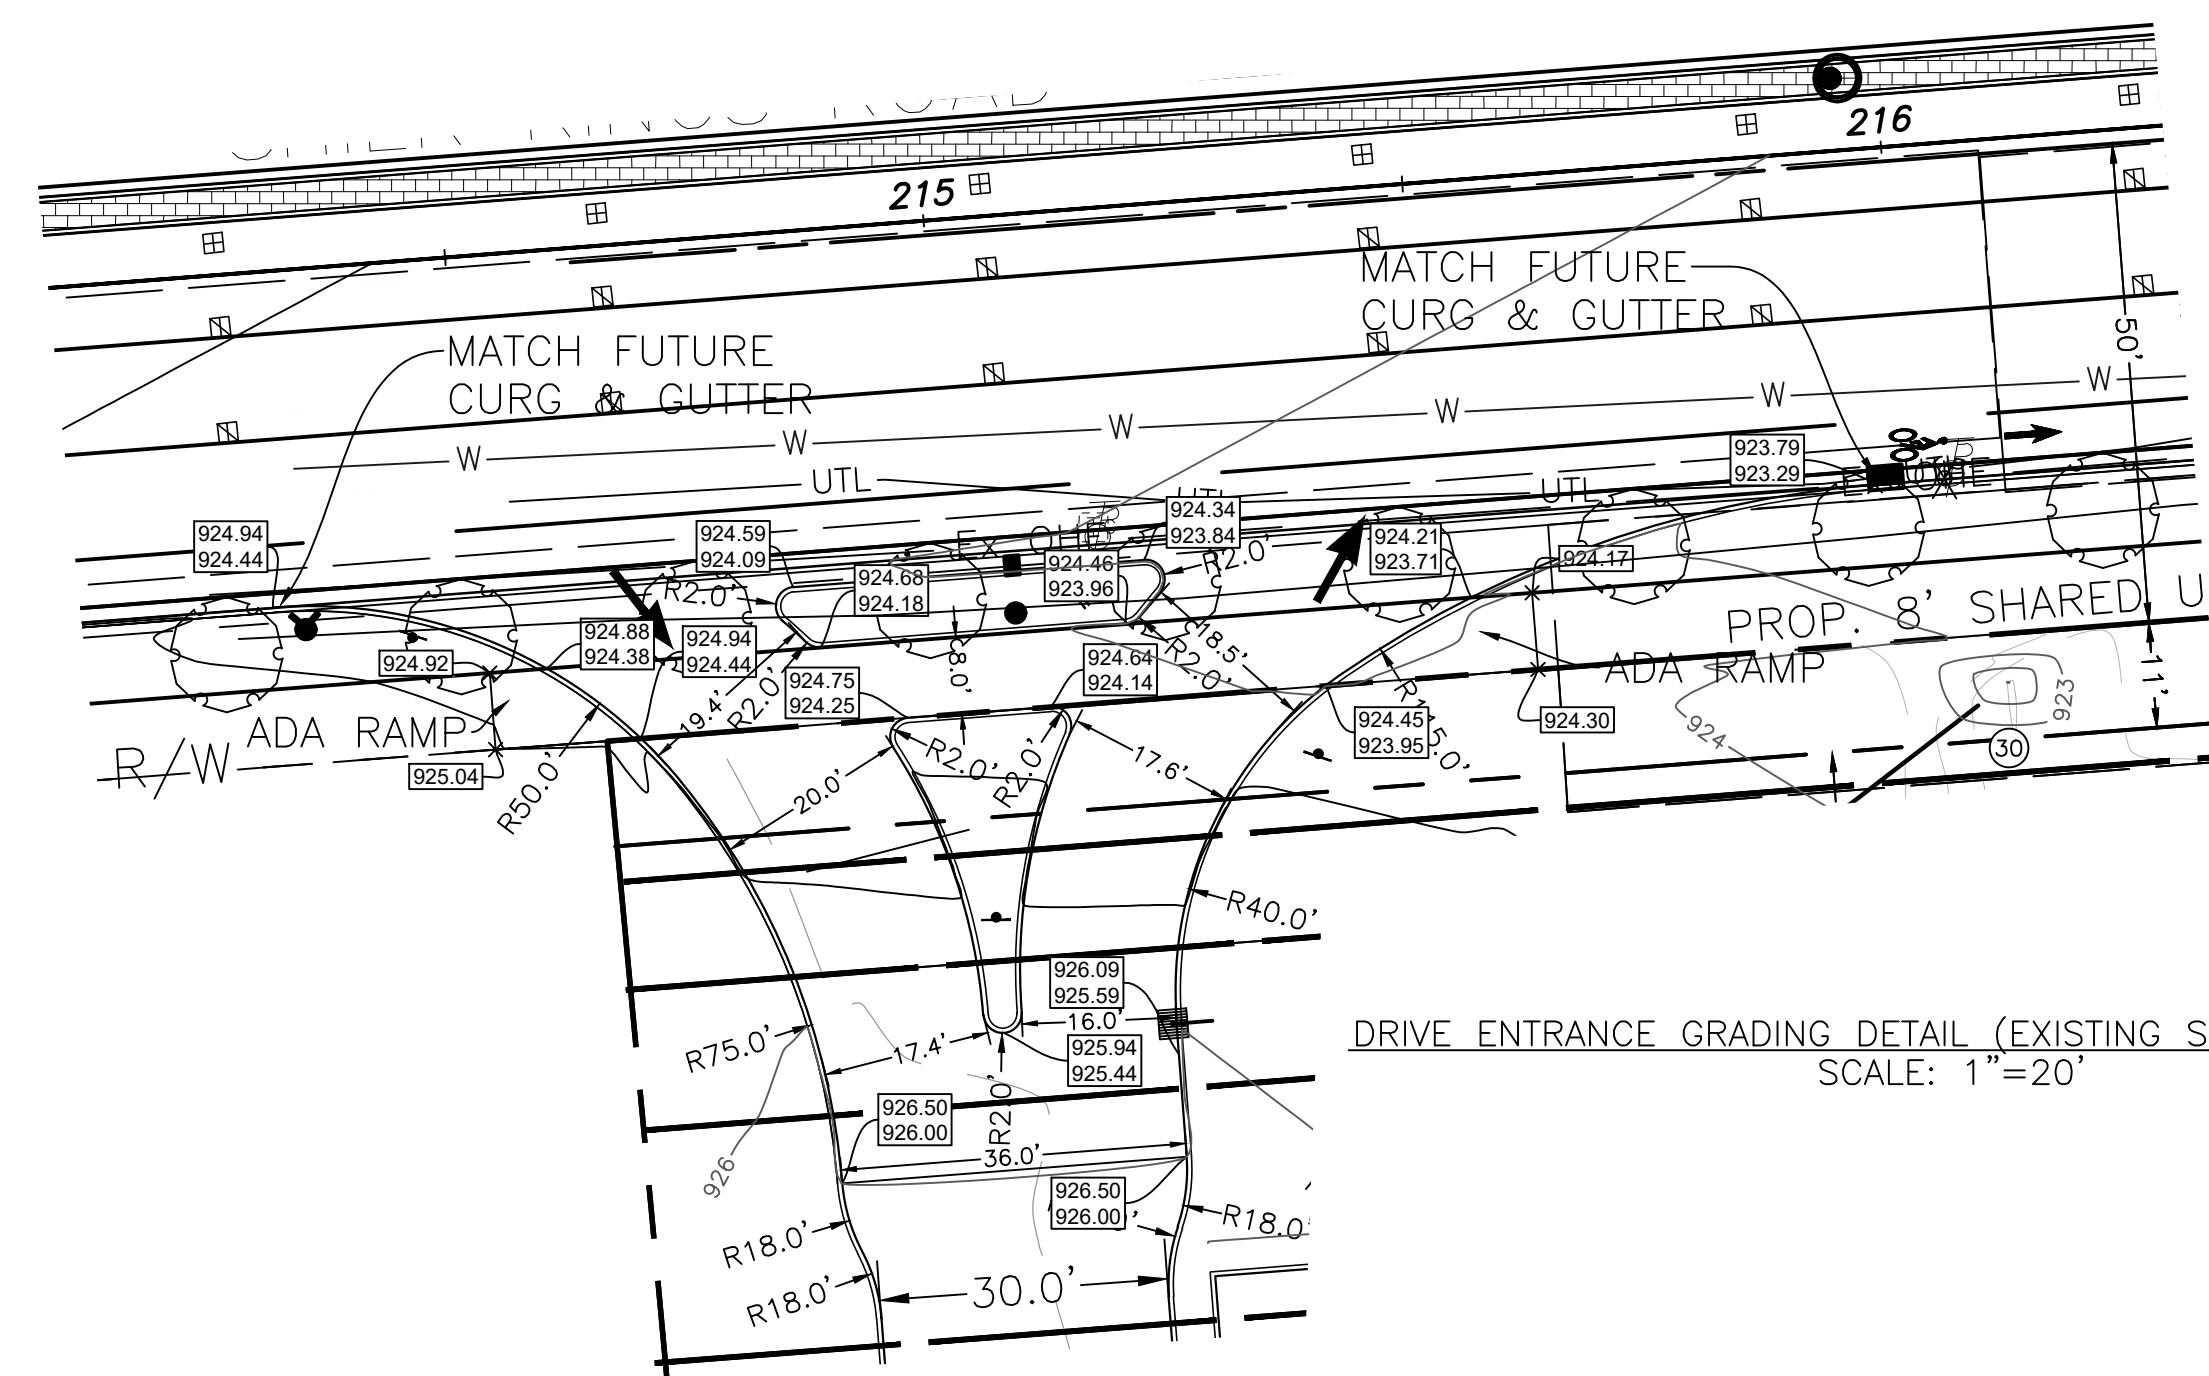 216
215
MATCH FUTURE
CURG & GUTTER
50'
MATCH FUTURE
CURG & GUTTER
W
W
W
W
W
UTL
UTL
UTL
923.79
923.29
924.34
923.84
924.94
924.44
924.59
924.09
924.21
923.71
R2.0'
924.46
923.96
924.17
R2.0'
924.68
924.18
PROP. 8' SHARED U
924.88
924.38
924.94
924.44
18.5'
R2.0'
8.0'
924.92
924.64
924.14
ADA RAMP
11'
924.75
924.25
19.4'
R2.0'
ADA RAMP
R/W
925.04
R50.0'
924.45
923.95
924.30
924
923
30
R2.0'
R2.0'
17.6'
20.0'
R40.0'
926.09
925.59
16.0'
R75.0'
17.4'
925.94
925.44
DRIVE ENTRANCE GRADING DETAIL (EXISTING S
SCALE: 1"=20'
R2.0'
926.50
926.00
36.0'
926
926.50
926.00
R18.0'
R18.0'
R18.0'
30.0'